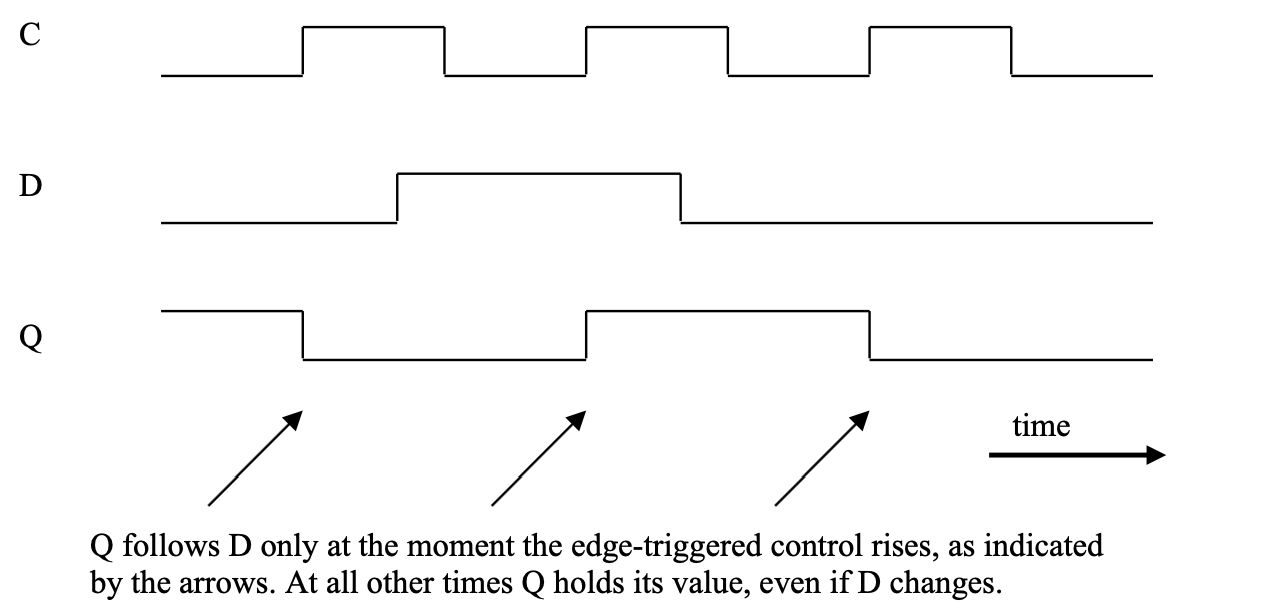 C
D
Q
time
Q follows D only at the moment the edge-triggered control rises, as indicated
by the arrows. At all other times Q holds its value, even if D changes.